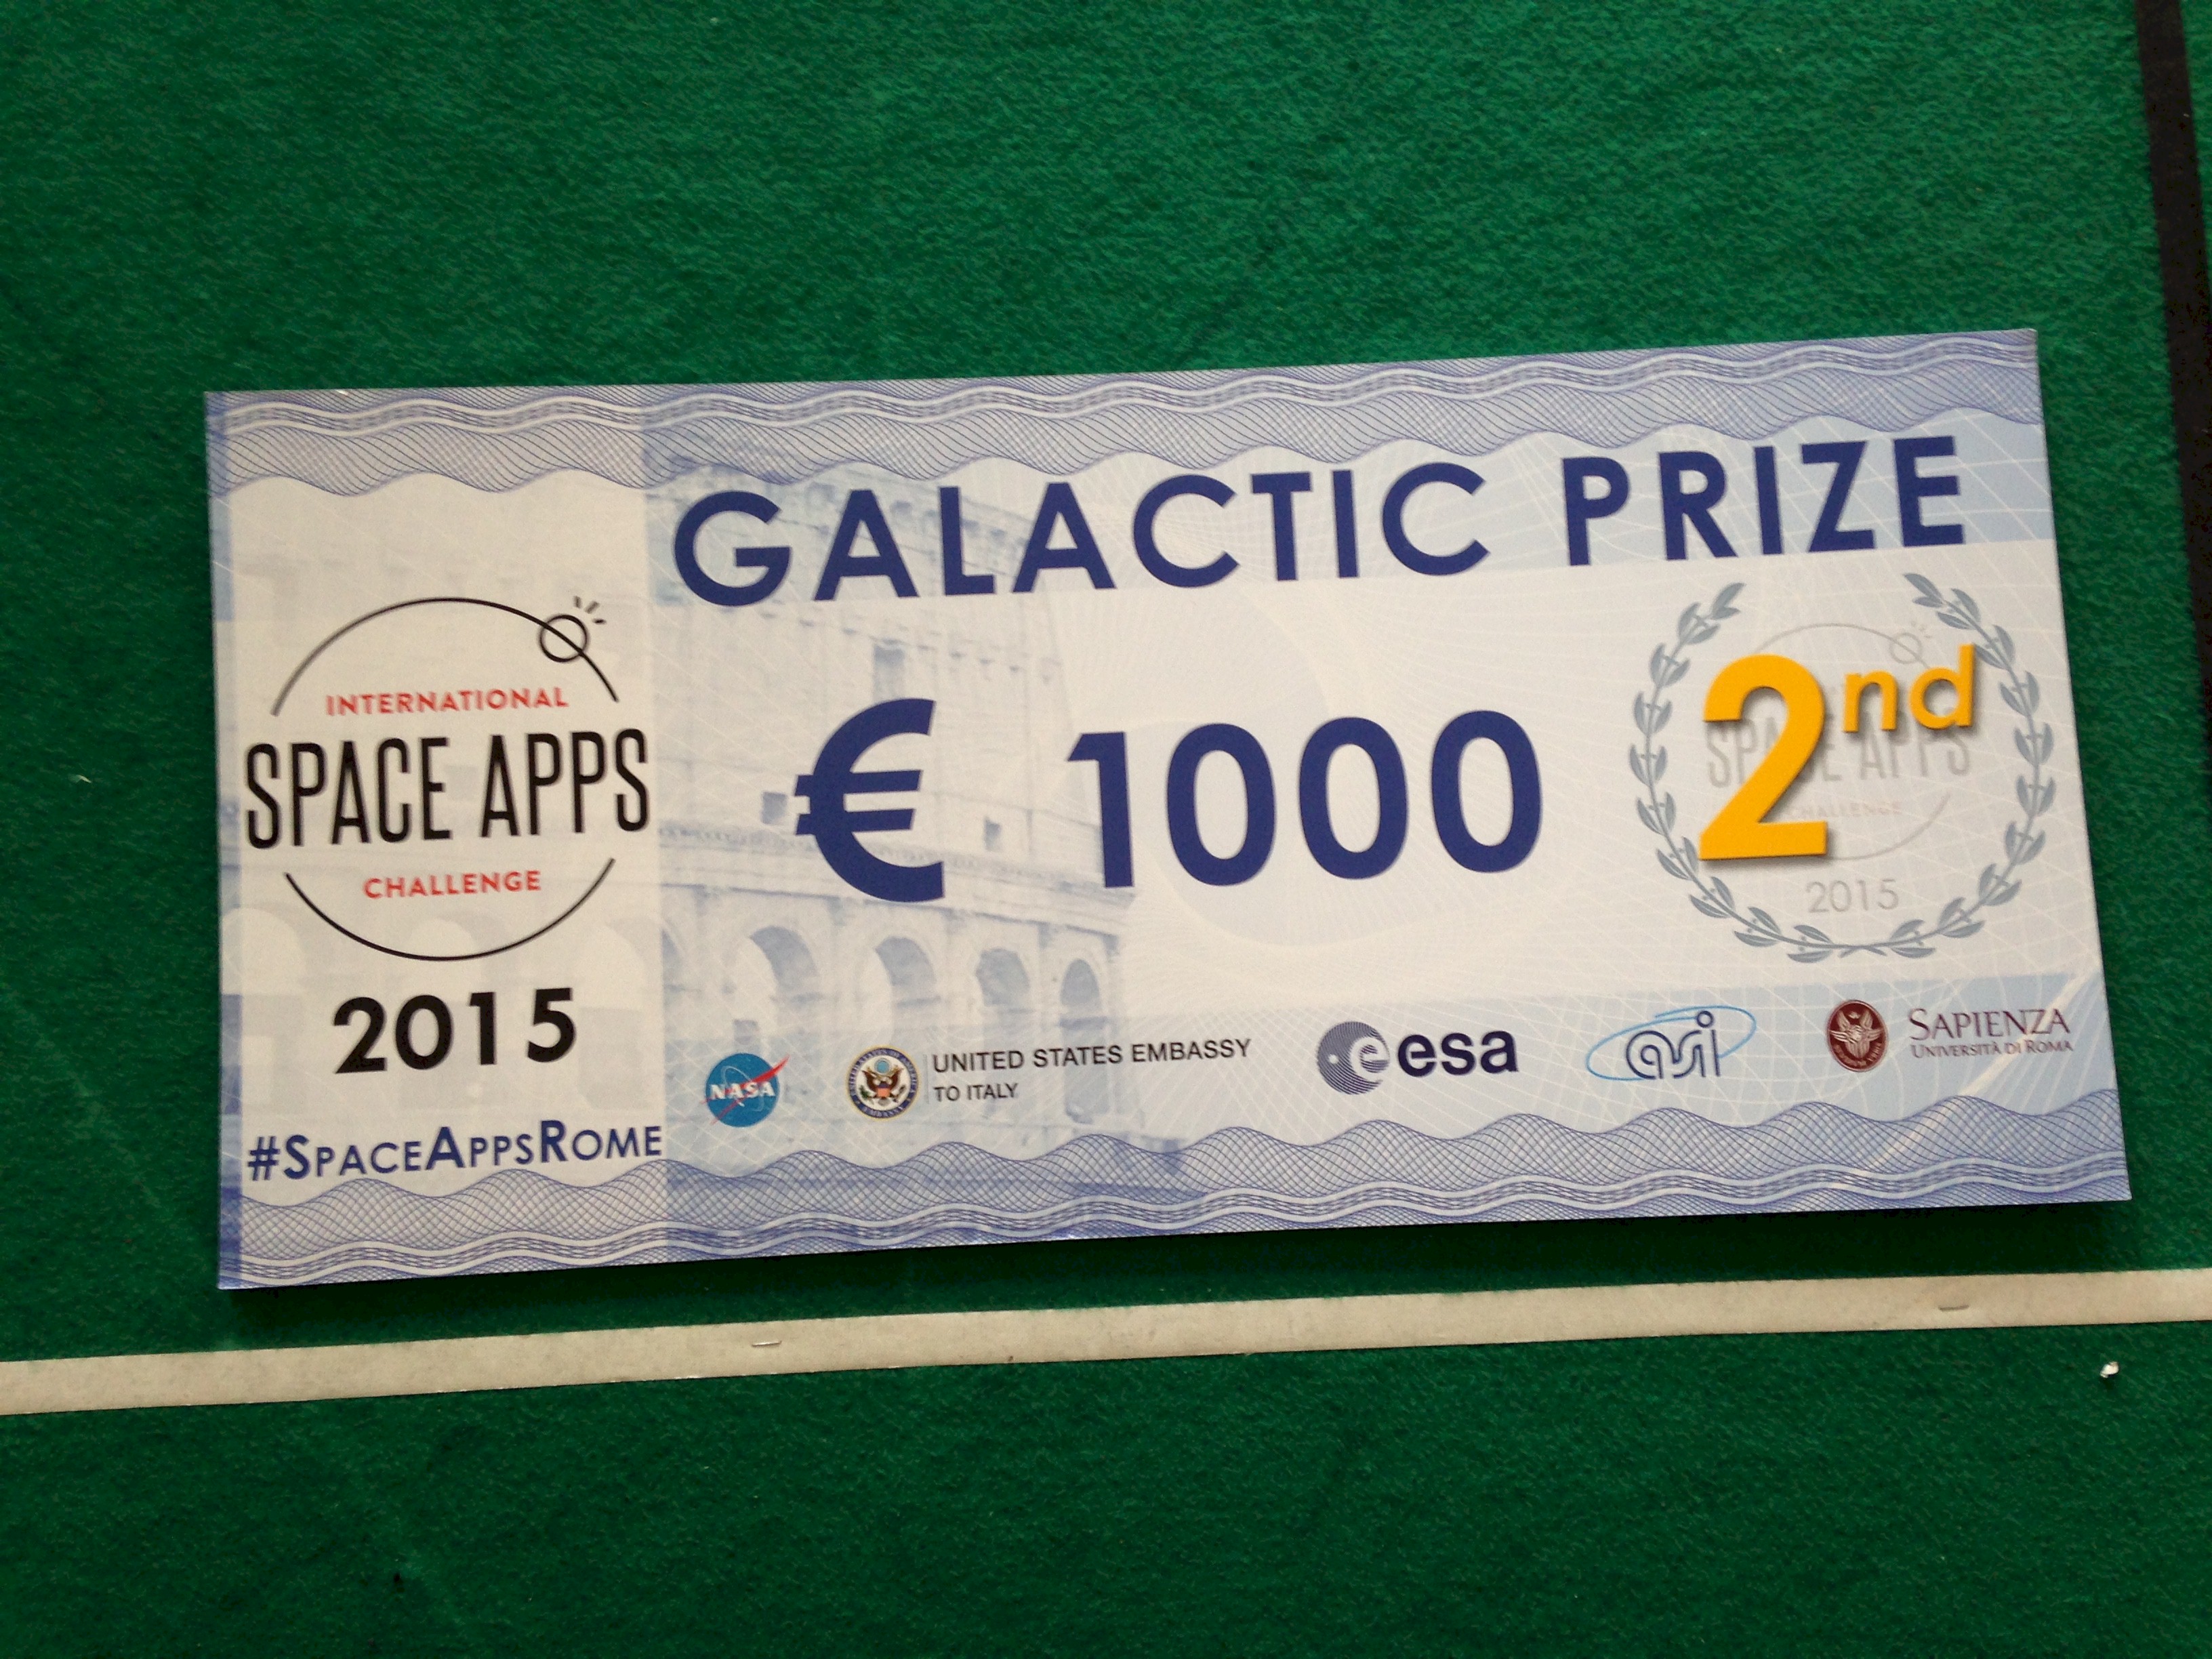 INTERNATIONAL
SPACE APPS
CHALLENGE
2015
#SPACEAPPSROME
GALACTIC PRIZE
€ 1000
2nd
SPACE APPS
CHALLENGE
2015
NASA
UNITED STATES EMBASSY
TO ITALY
esa
asi
SAPIENZA
UNIVERSITÀ DI ROMA